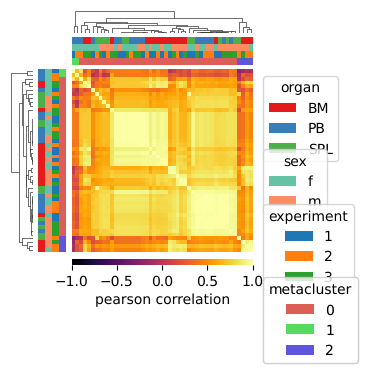 organ
BM
PB
SPL
sex
f
m
experiment
1
2
3
metacluster
0
1
2
−1.0 −0.5 0.0 0.5 1.0
pearson correlation